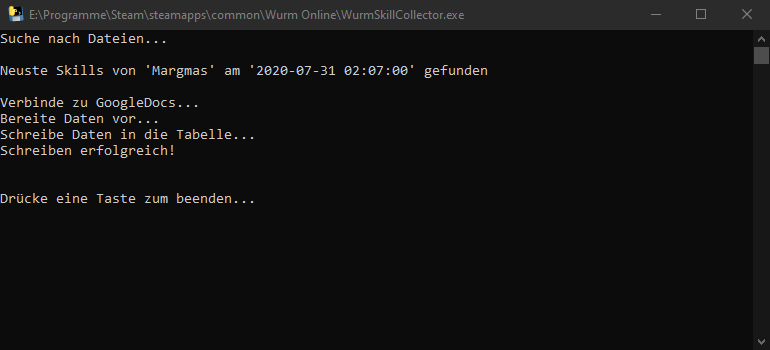 E:\Programme\Steam\steamapps\common\Wurm Online\WurmSkillCollector.exe
Suche nach Dateien...
Neuste Skills von 'Margmas' am '2020-07-31 02:07:00' gefunden
Verbinde zu GoogleDocs...
Bereite Daten vor...
Schreibe Daten in die Tabelle...
Schreiben erfolgreich!
Drücke eine Taste zum beenden...